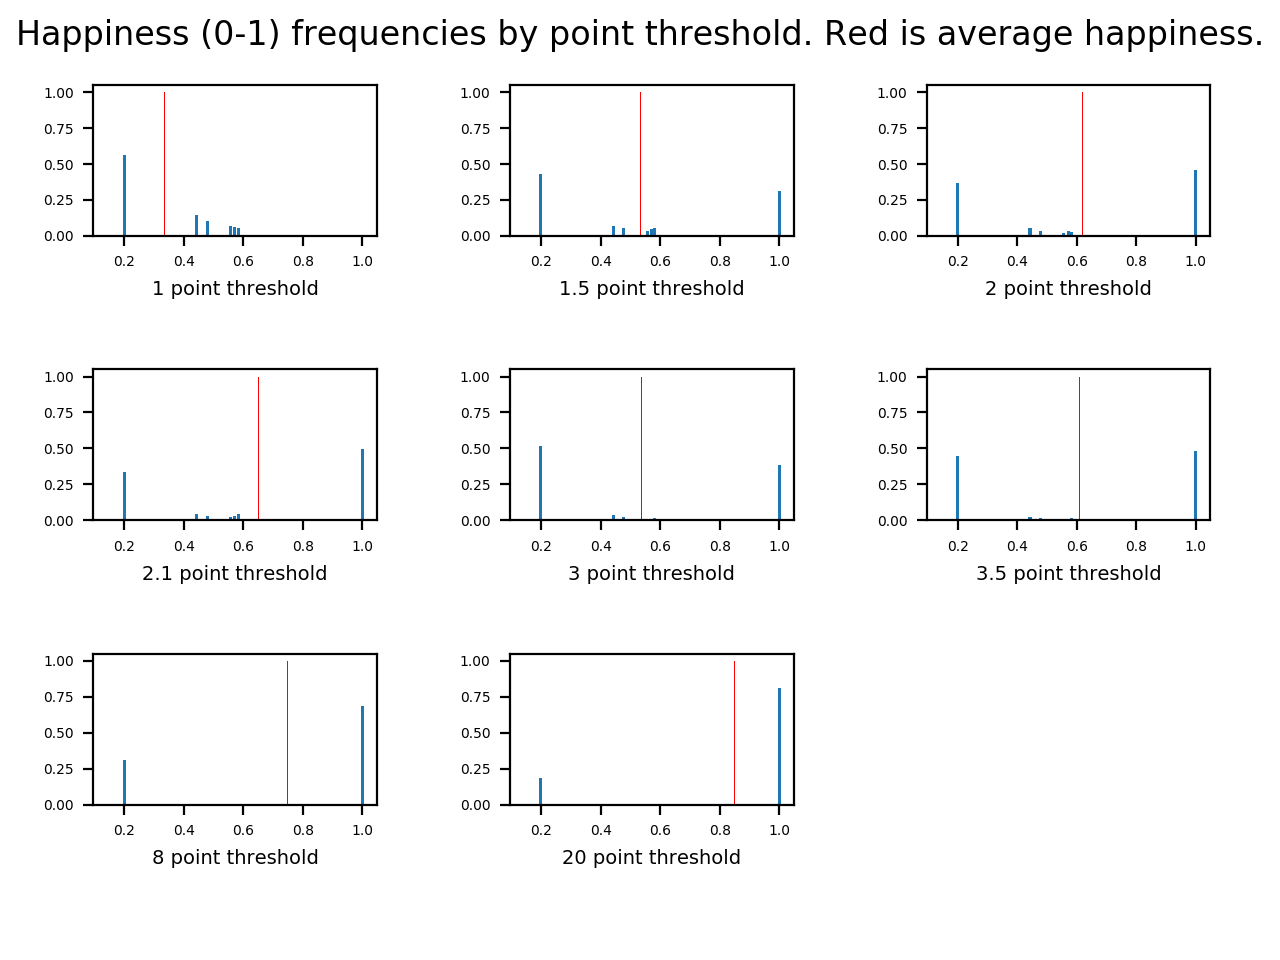 Happiness (0-1) frequencies by point threshold. Red is average happiness.
1.00 1.00 1.00
0.75 0.75 0.75
0.50 0.50 0.50
0.25 0.25 0.25
0.00 0.00 0.00
0.2 0.4 0.6 0.8 1.0 0.2 0.4 0.6 0.8 1.0 0.2 0.4 0.6 0.8 1.0
1 point threshold 1.5 point threshold 2 point threshold
1.00 1.00 1.00
0.75 0.75 0.75
0.50 0.50 0.50
0.25 0.25 0.25
0.00 0.00 0.00
0.2 0.4 0.6 0.8 1.0 0.2 0.4 0.6 0.8 1.0 0.2 0.4 0.6 0.8 1.0
2.1 point threshold 3 point threshold 3.5 point threshold
1.00 1.00
0.75 0.75
0.50 0.50
0.25 0.25
0.00 0.00
0.2 0.4 0.6 0.8 1.0 0.2 0.4 0.6 0.8 1.0
8 point threshold 20 point threshold